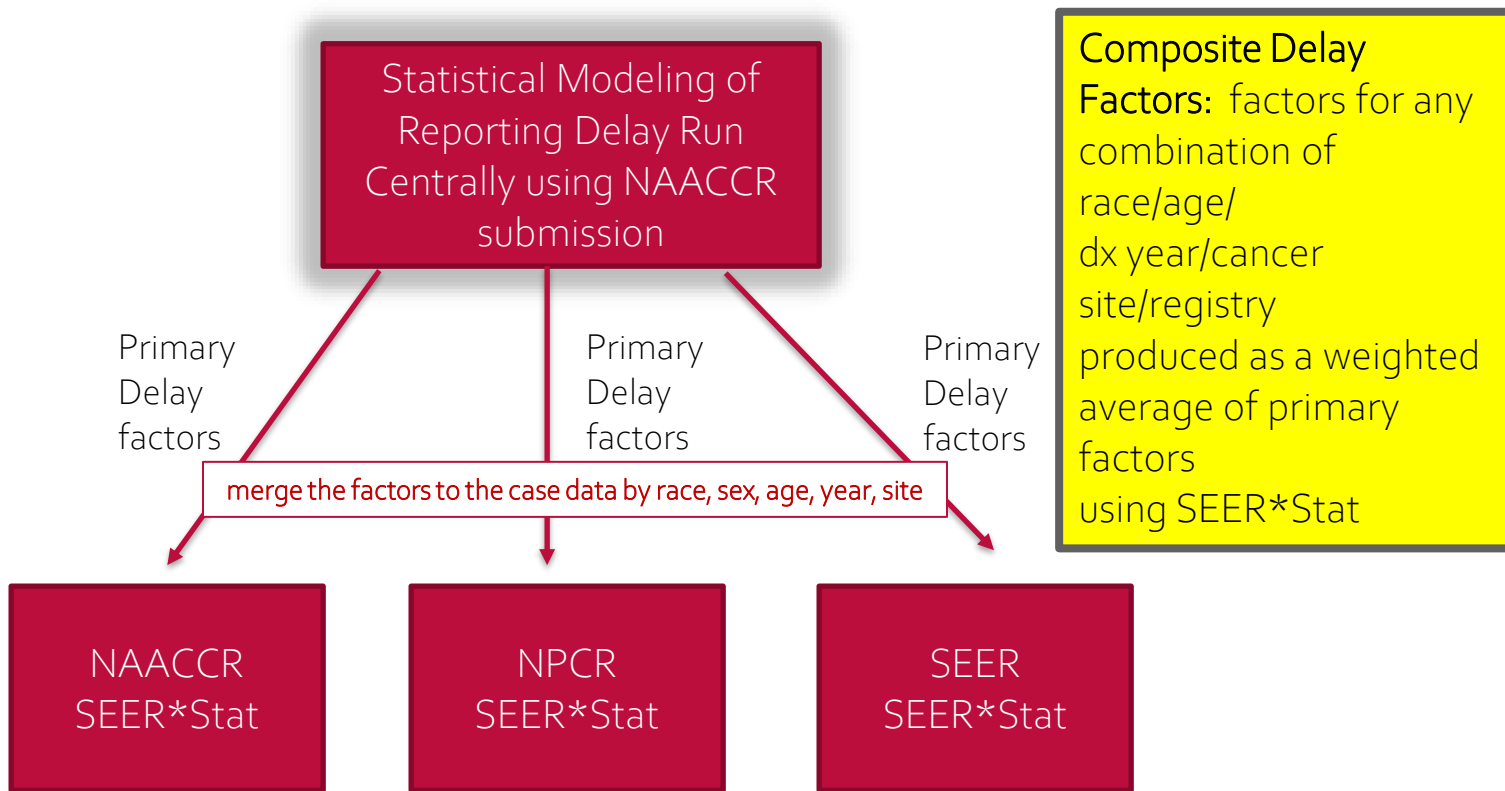 Statistical Modeling of
Reporting Delay Run
Centrally using NAACCR
submission
Composite Delay
Factors: factors for any
combination of
race/age/
dx year/cancer
site/registry
produced as a weighted
average of primary
factors
using SEER*Stat
Primary
Delay
factors
Primary
Delay
factors
Primary
Delay
factors
merge the factors to the case data by race, sex, age, year, site
NAACCR
SEER*Stat
NPCR
SEER*Stat
SEER
SEER*Stat